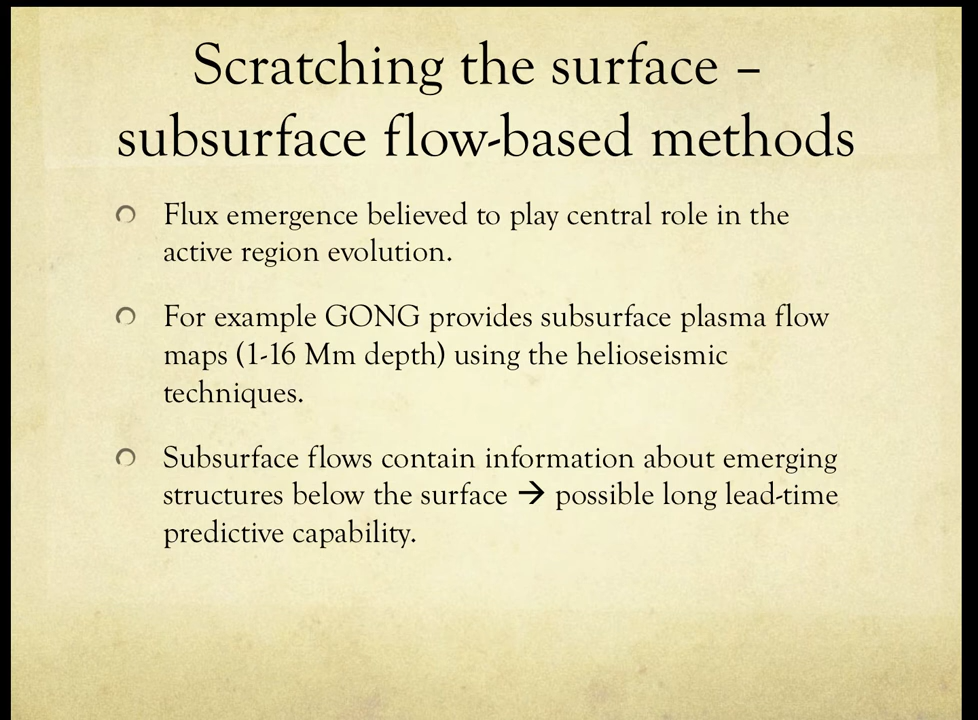 Scratching the surface –
subsurface flow-based methods
Flux emergence believed to play central role in the
active region evolution.
For example GONG provides subsurface plasma flow
maps (1-16 Mm depth) using the helioseismic
techniques.
Subsurface flows contain information about emerging
structures below the surface → possible long lead-time
predictive capability.